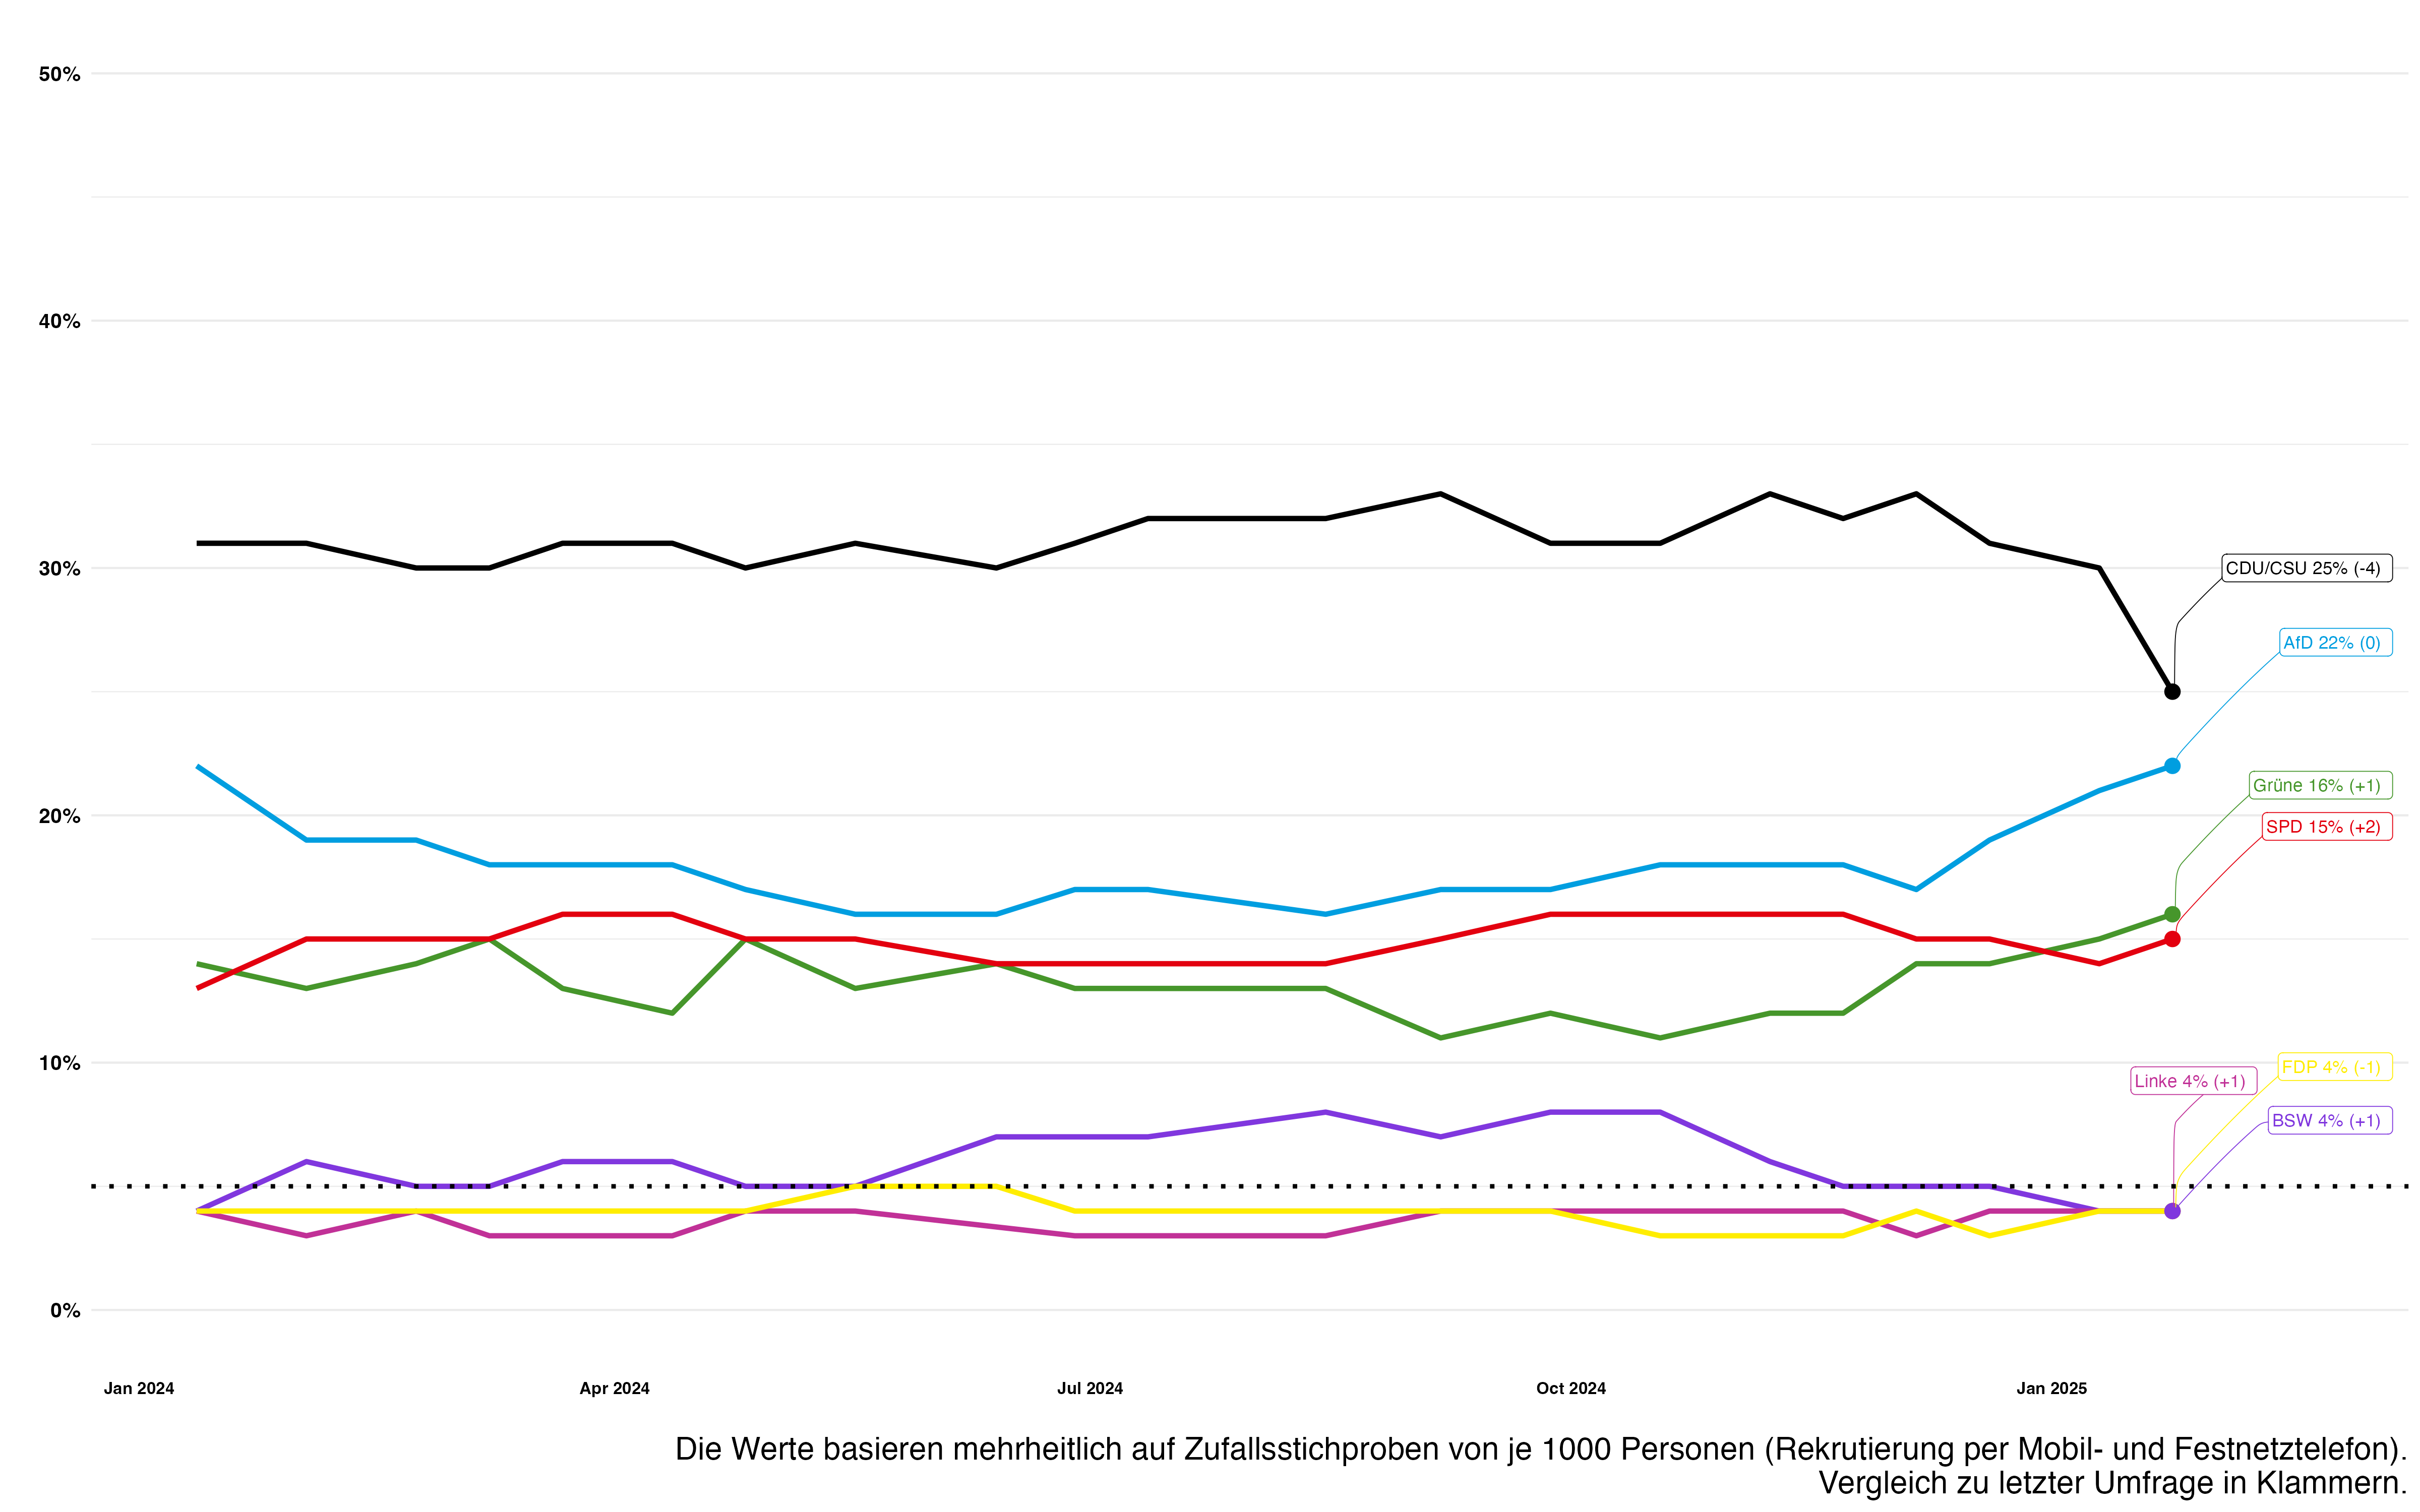 50%
40%
30%
20%
10%
0%
CDU/CSU 25% (-4)
AfD 22% (0)
Grüne 16% (+1)
SPD 15% (+2)
FDP 4% (-1)
Linke 4% (+1)
BSW 4% (+1)
Jan 2024
Apr 2024
Jul 2024
Oct 2024
Jan 2025
Die Werte basieren mehrheitlich auf Zufallsstichproben von je 1000 Personen (Rekrutierung per Mobil- und Festnetztelefon).
Vergleich zu letzter Umfrage in Klammern.